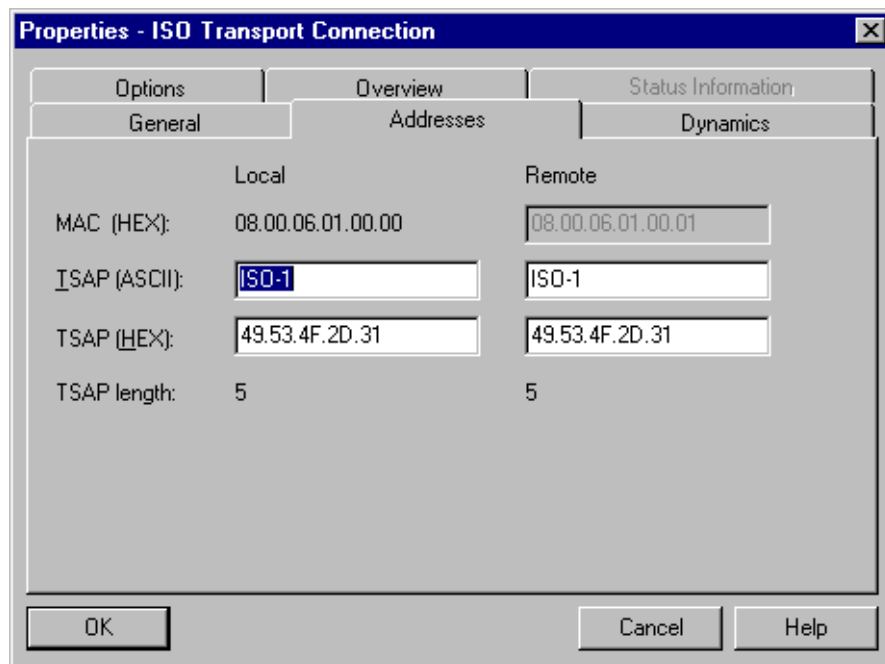 Properties - ISO Transport Connection
Options Overview Status Information
General Addresses Dynamics
Local Remote
MAC (HEX): 08.00.06.01.00.00 08.00.06.01.00.01
TSAP (ASCII): ISO-1 ISO-1
TSAP (HEX): 49.53.4F.2D.31 49.53.4F.2D.31
TSAP length: 5 5
OK Cancel Help